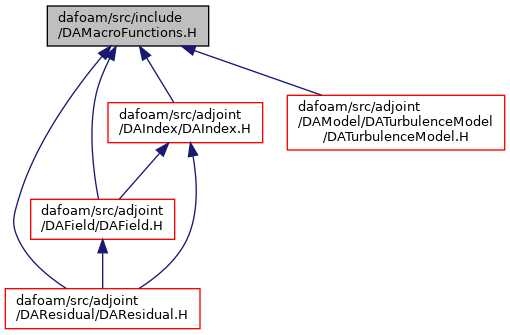 dafoam/src/include
/DAMacroFunctions.H
dafoam/src/adjoint
/DAIndex/DAIndex.H
dafoam/src/adjoint
/DAModel/DATurbulenceModel
/DATurbulenceModel.H
dafoam/src/adjoint
/DAField/DAField.H
dafoam/src/adjoint
/DAResidual/DAResidual.H